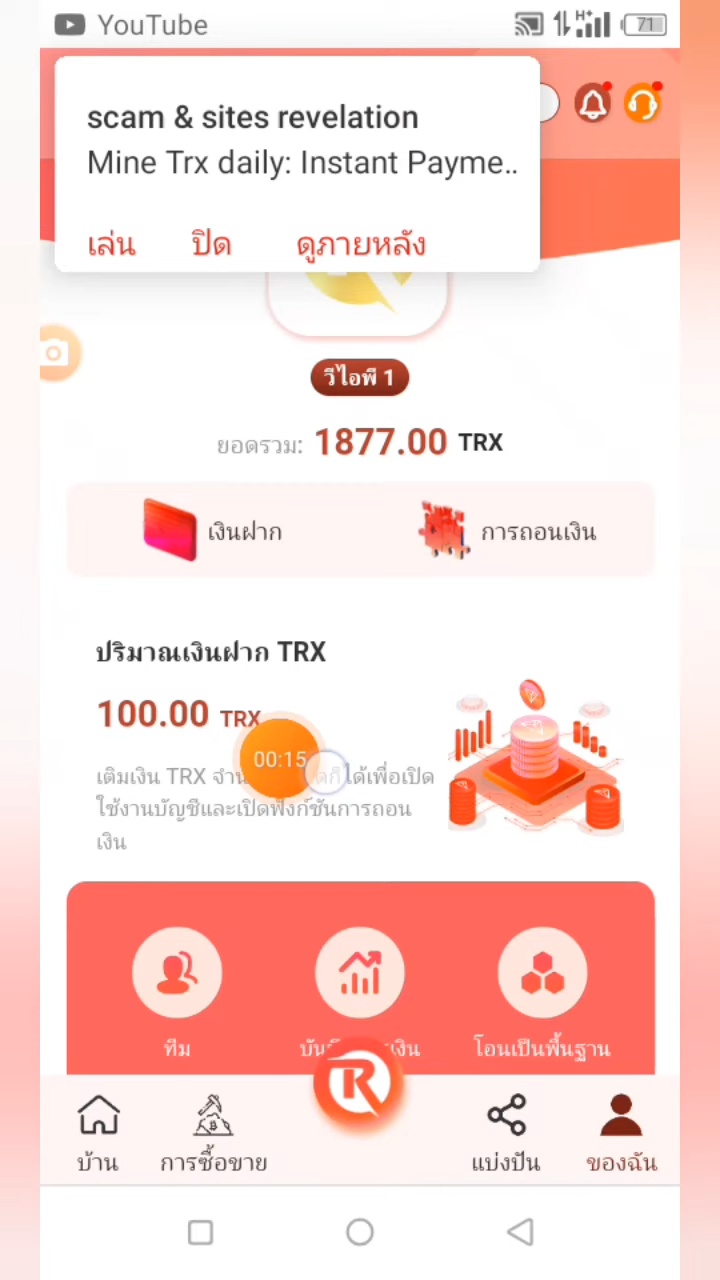 YouTube
H+
71
scam & sites revelation
Mine Trx daily: Instant Payme..
เล่น ปิด ดูภายหลัง
วีไอพี 1
ยอดรวม: 1877.00 TRX
เงินฝาก การถอนเงิน
ปริมาณเงินฝาก TRX
100.00 TRX
00:15
เติมเงิน TRX ได้เพื่อเปิด
ใช้งานบัญชีและเปิดฟังก์ชันการถอน
เงิน
ทีม โอนเป็นพื้นฐาน
R
บ้าน การซื้อขาย แบ่งปัน ของฉัน